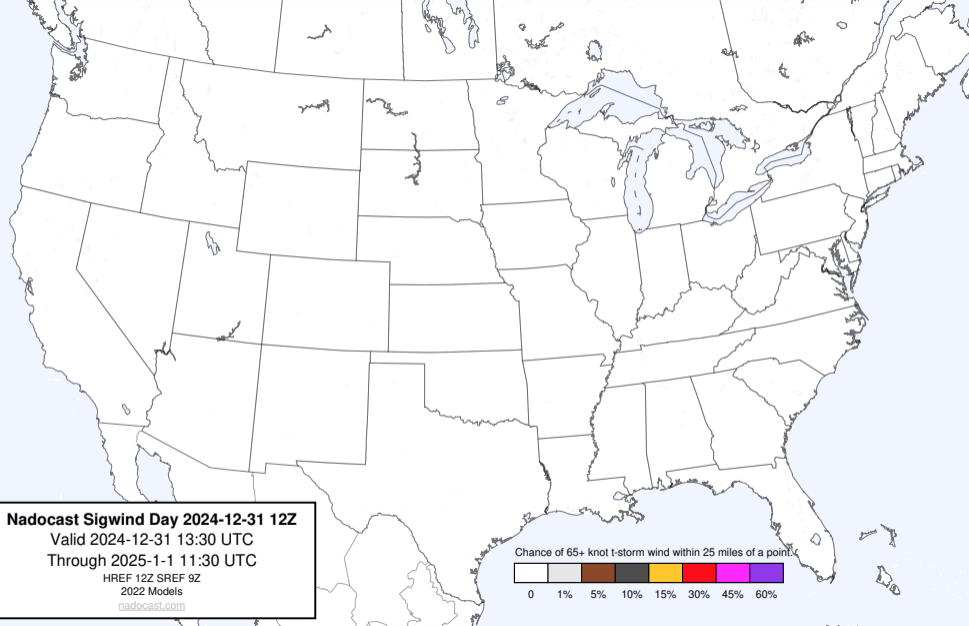 Nadocast Sigwind Day 2024-12-31 12Z
Valid 2024-12-31 13:30 UTC
Through 2025-1-1 11:30 UTC
HREF 12Z SREF 9Z
2022 Models
nadocast.com
Chance of 65+ knot t-storm wind within 25 miles of a point.
0 1% 5% 10% 15% 30% 45% 60%